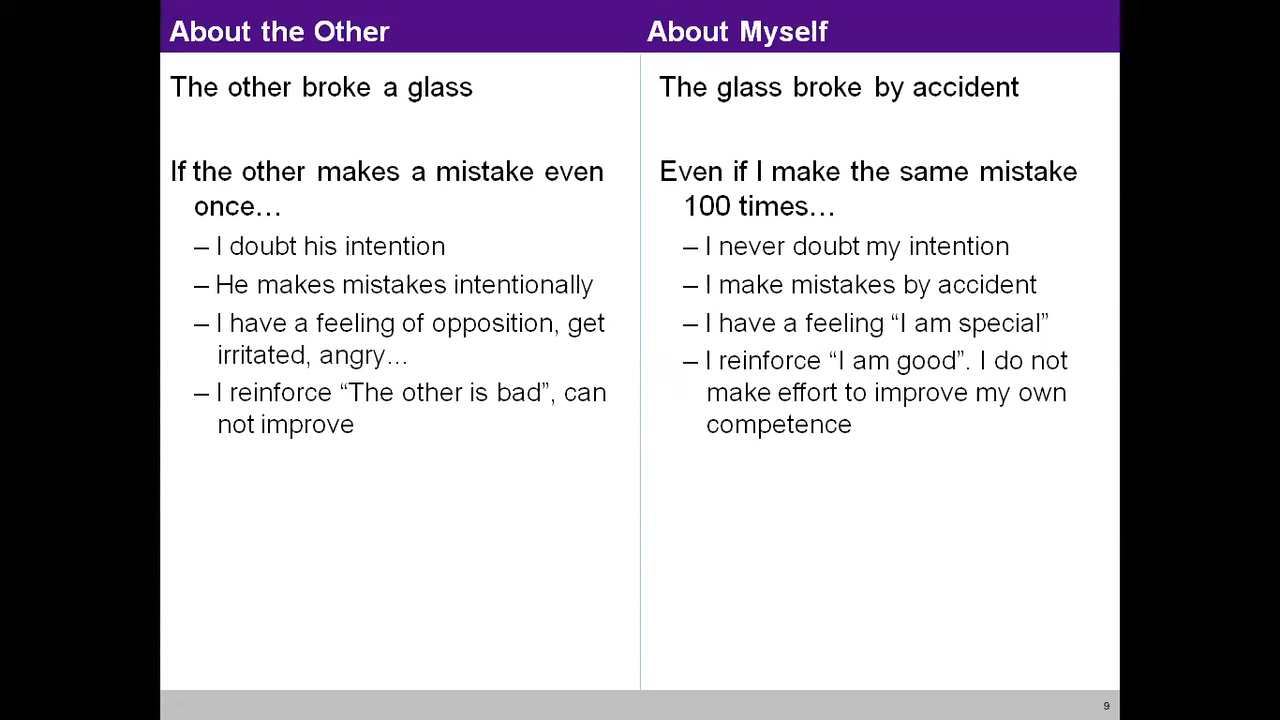 About the Other
About Myself
The other broke a glass
If the other makes a mistake even
once…
– I doubt his intention
– He makes mistakes intentionally
– I have a feeling of opposition, get
irritated, angry…
– I reinforce “The other is bad”, can
not improve
The glass broke by accident
Even if I make the same mistake
100 times…
– I never doubt my intention
– I make mistakes by accident
– I have a feeling “I am special”
– I reinforce “I am good”. I do not
make effort to improve my own
competence
9